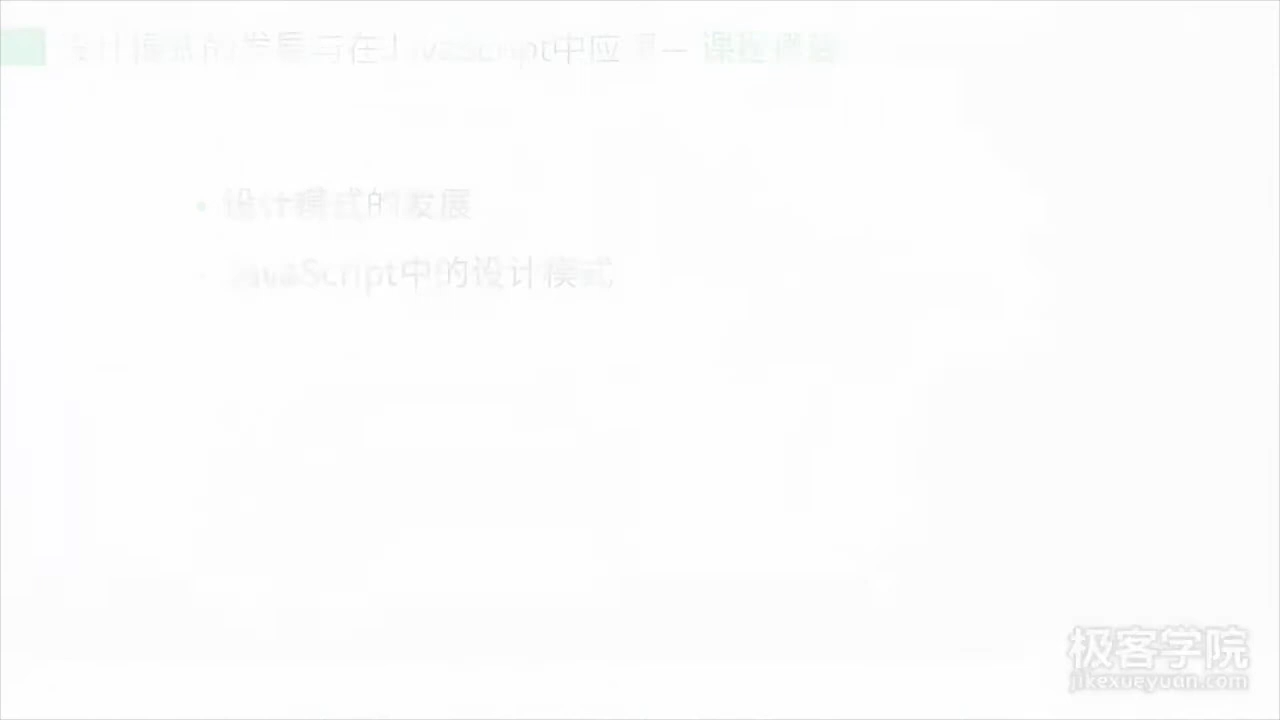 设计模式的发展与在JavaScript中应用— 课程概要
设计模式的发展
JavaScript中的设计模式
极客学院
jikexueyuan.com